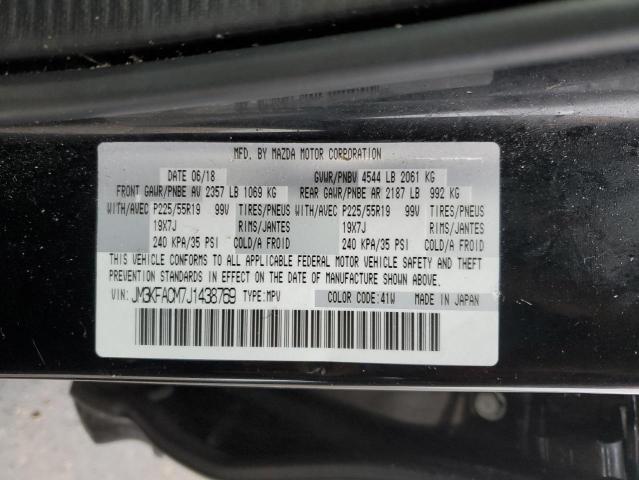 MFD. BY MAZDA MOTOR CORPORATION
DATE 06/18 GVWR/PNBV 4544 LB 2061 KG
FRONT GAWR/PNBE AV 2357 LB 1069 KG REAR GAWR/PNBE AR 2187 LB 992 KG
WITH/AVEC P225/55R19 99V TIRES/PNEUS WITH/AVEC P225/55R19 99V TIRES/PNEUS
19X7J RIMS/JANTES 19X7J RIMS/JANTES
240 KPA/35 PSI COLD/A FROID 240 KPA/35 PSI COLD/A FROID
THIS VEHICLE CONFORMS TO ALL APPLICABLE FEDERAL MOTOR VEHICLE SAFETY AND THEFT
PREVENTION STANDARDS IN EFFECT ON THE DATE OF MANUFACTURE SHOWN ABOVE.
VIN: JM3KFACM7J1438769 TYPE:MPV COLOR CODE:41W MADE IN JAPAN